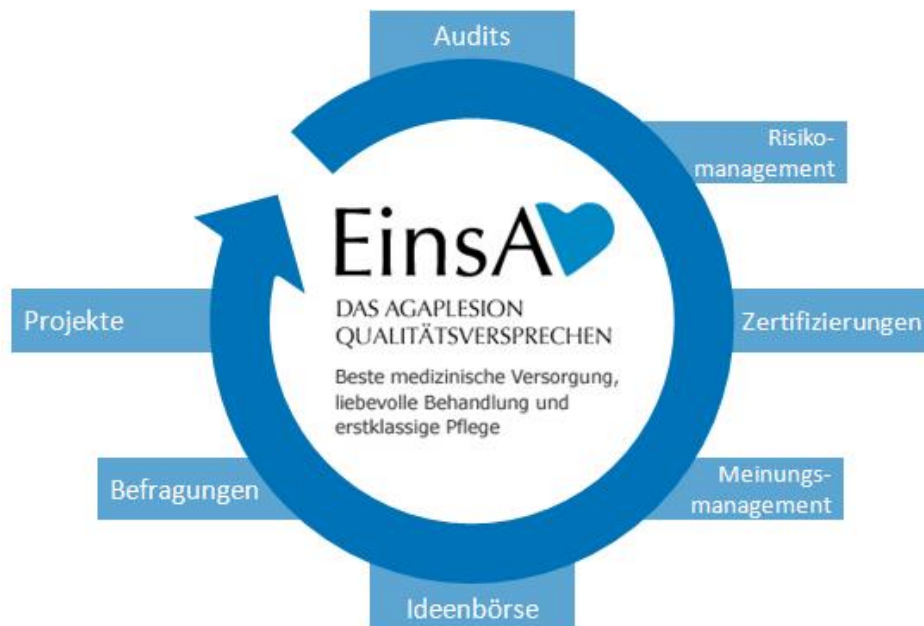 Audits
Risiko-
management
Zertifizierungen
Meinungs-
management
Ideenbörse
Befragungen
Projekte
EinsA
DAS AGAPLESION
QUALITÄTSVERSPRECHEN
Beste medizinische Versorgung,
liebevolle Behandlung und
erstklassige Pflege